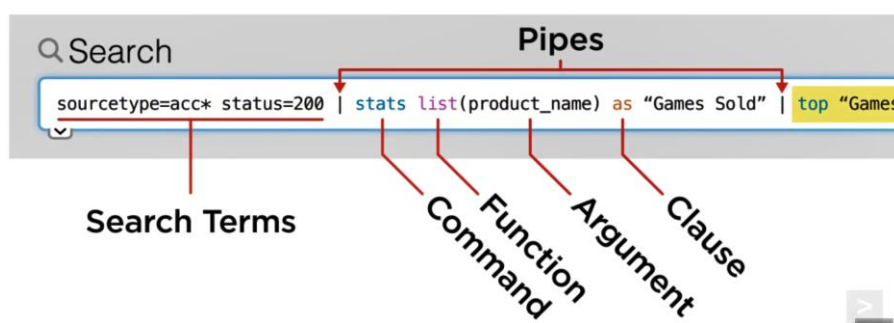 Pipes
Search
sourcetype=acc* status=200 | stats list(product_name) as “Games Sold” | top “Games
Search Terms
Command
Function
Argument
Clause
>